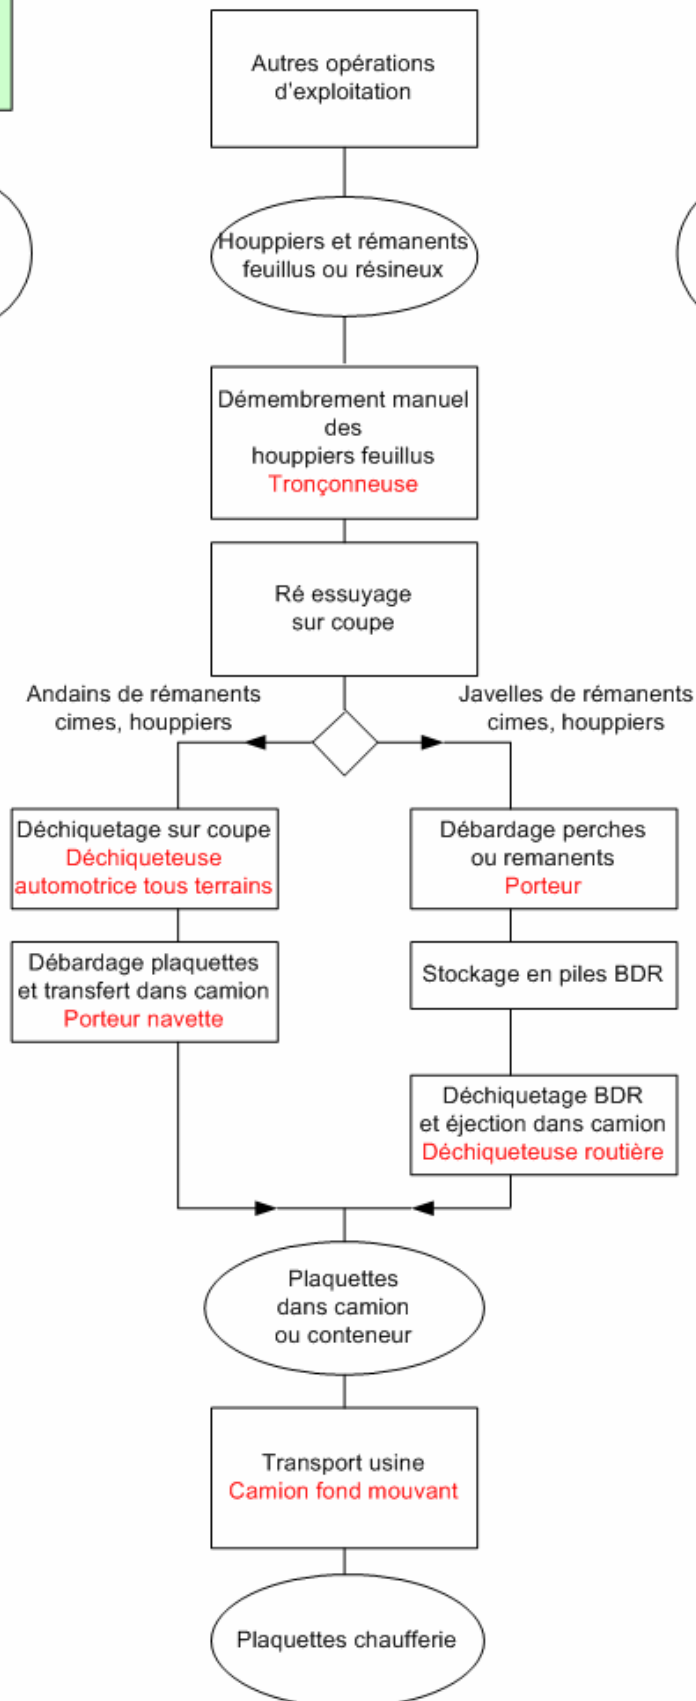 Autres opérations
d'exploitation
Houppiers et rémanents
feuillus ou résineux
Démembrement manuel
des
houppiers feuillus
Tronçonneuse
Ré essuyage
sur coupe
Andains de rémanents
cimes, houppiers
Javelles de rémanents
cimes, houppiers
Déchiquetage sur coupe
Déchiqueteuse
automotrice tous terrains
Débardage plaquettes
et transfert dans camion
Porteur navette
Débardage perches
ou remanents
Porteur
Stockage en piles BDR
Déchiquetage BDR
et éjection dans camion
Déchiqueteuse routière
Plaquettes
dans camion
ou conteneur
Transport usine
Camion fond mouvant
Plaquettes chaufferie